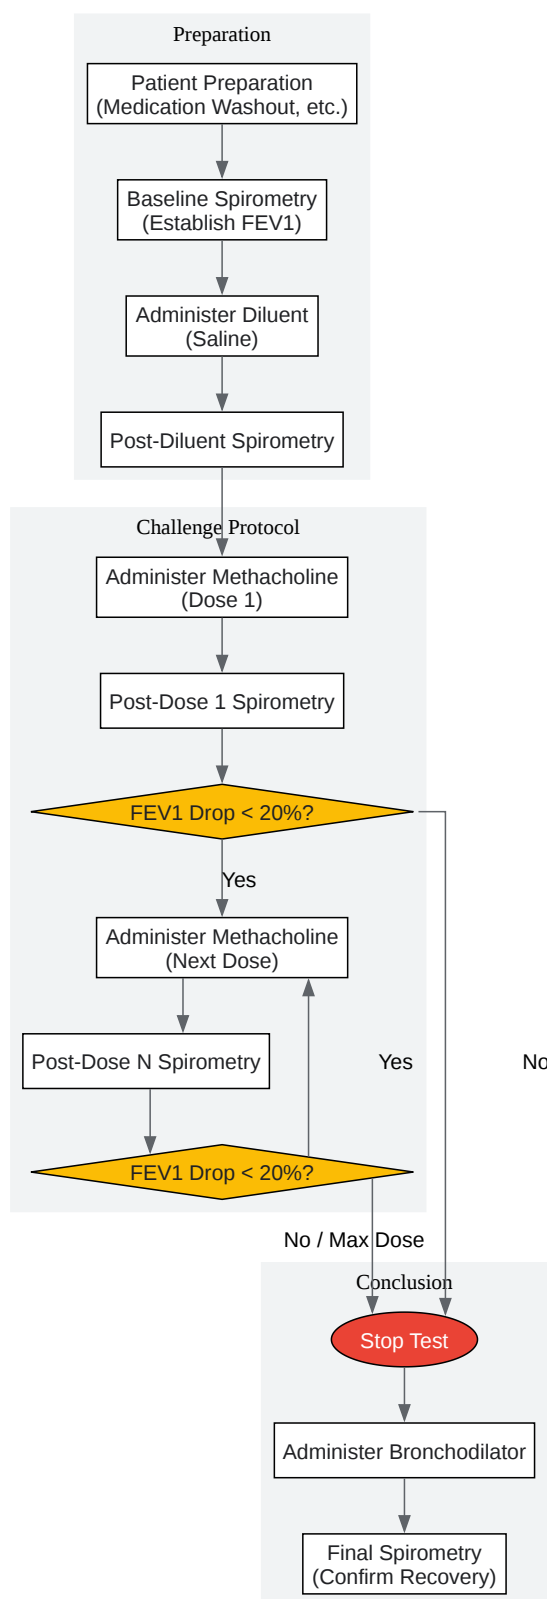 Preparation
Patient Preparation
(Medication Washout, etc.)
Baseline Spirometry
(Establish FEV1)
Administer Diluent
(Saline)
Post-Diluent Spirometry
Challenge Protocol
Administer Methacholine
(Dose 1)
Post-Dose 1 Spirometry
FEV1 Drop < 20%?
Yes
Administer Methacholine
(Next Dose)
Post-Dose N Spirometry
Yes
No
FEV1 Drop < 20%?
No / Max Dose
Conclusion
Stop Test
Administer Bronchodilator
Final Spirometry
(Confirm Recovery)